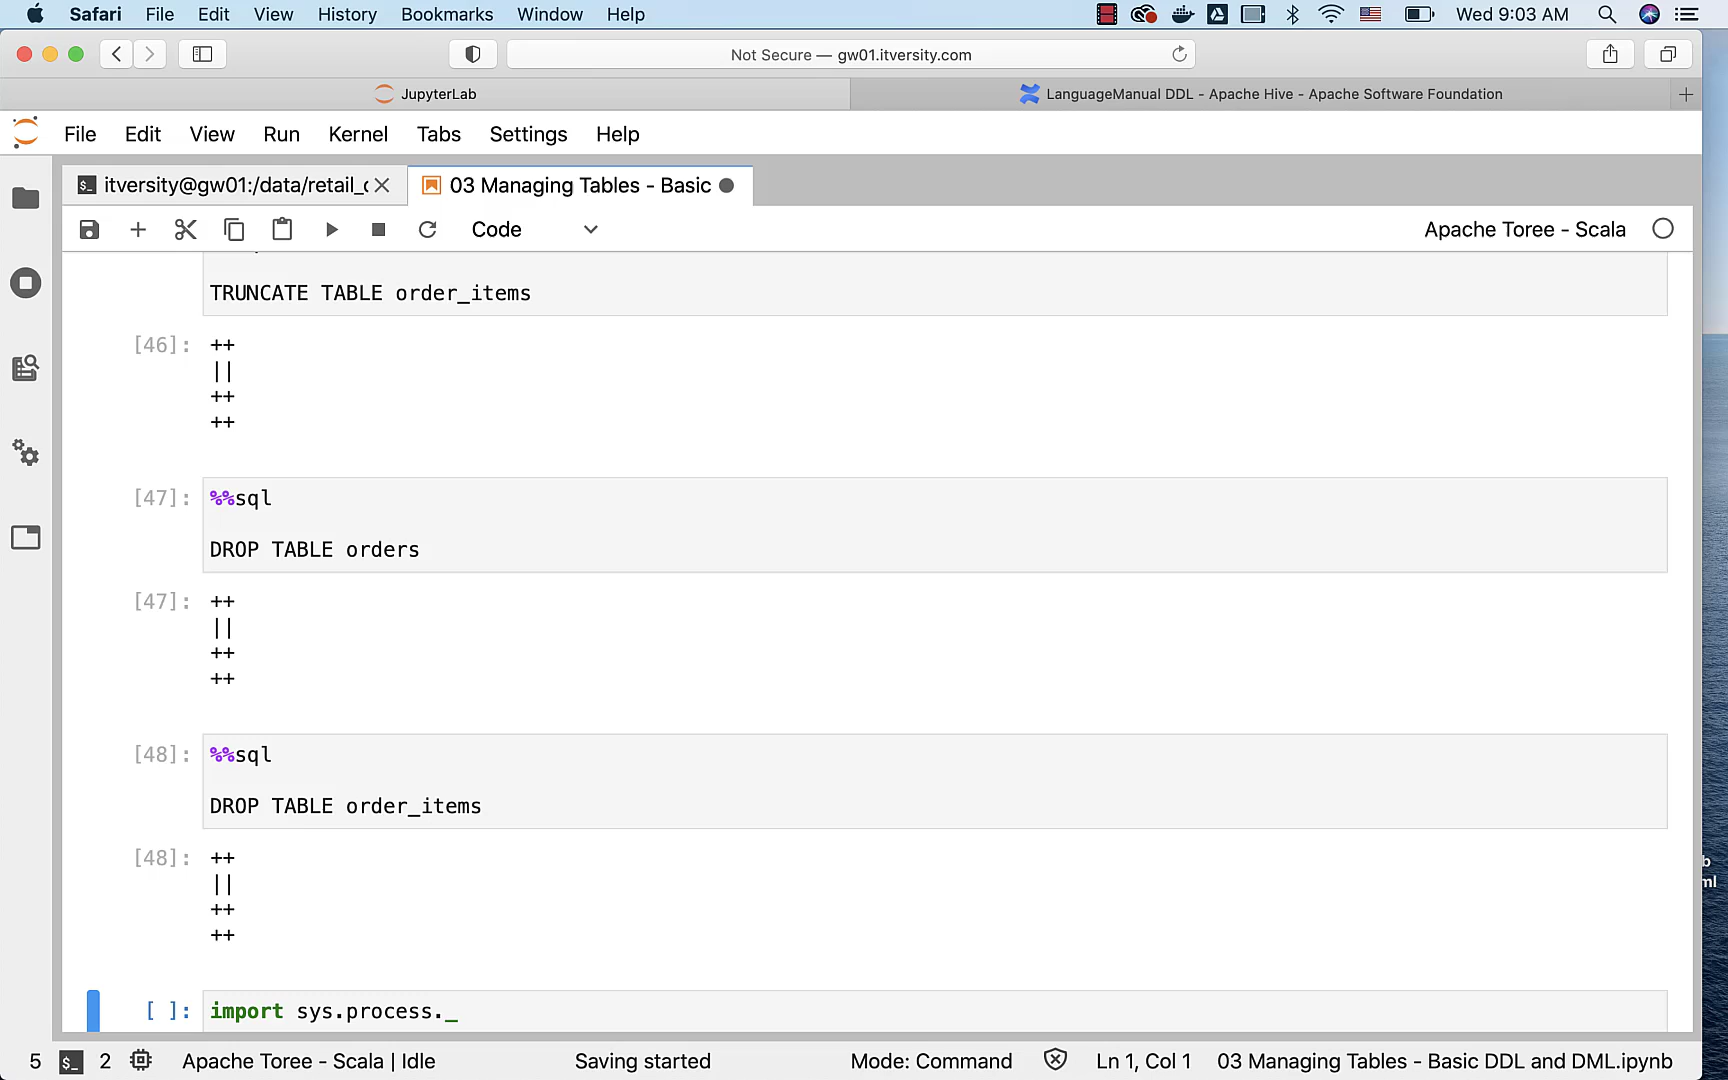 Safari File Edit View History Bookmarks Window Help Wed 9:03 AM
Not Secure — gw01.itversity.com
JupyterLab
LanguageManual DDL - Apache Hive - Apache Software Foundation
File Edit View Run Kernel Tabs Settings Help
itversity@gw01:/data/retail_
03 Managing Tables - Basic
Code
Apache Toree - Scala
TRUNCATE TABLE order_items
[46]: ++
||
++
++
[47]: %%sql
DROP TABLE orders
[47]: ++
||
++
++
[48]: %%sql
DROP TABLE order_items
[48]: ++
||
++
++
[ ]: import sys.process._
5 $_ 2 Apache Toree - Scala | Idle Saving started Mode: Command Ln 1, Col 1 03 Managing Tables - Basic DDL and DML.ipynb